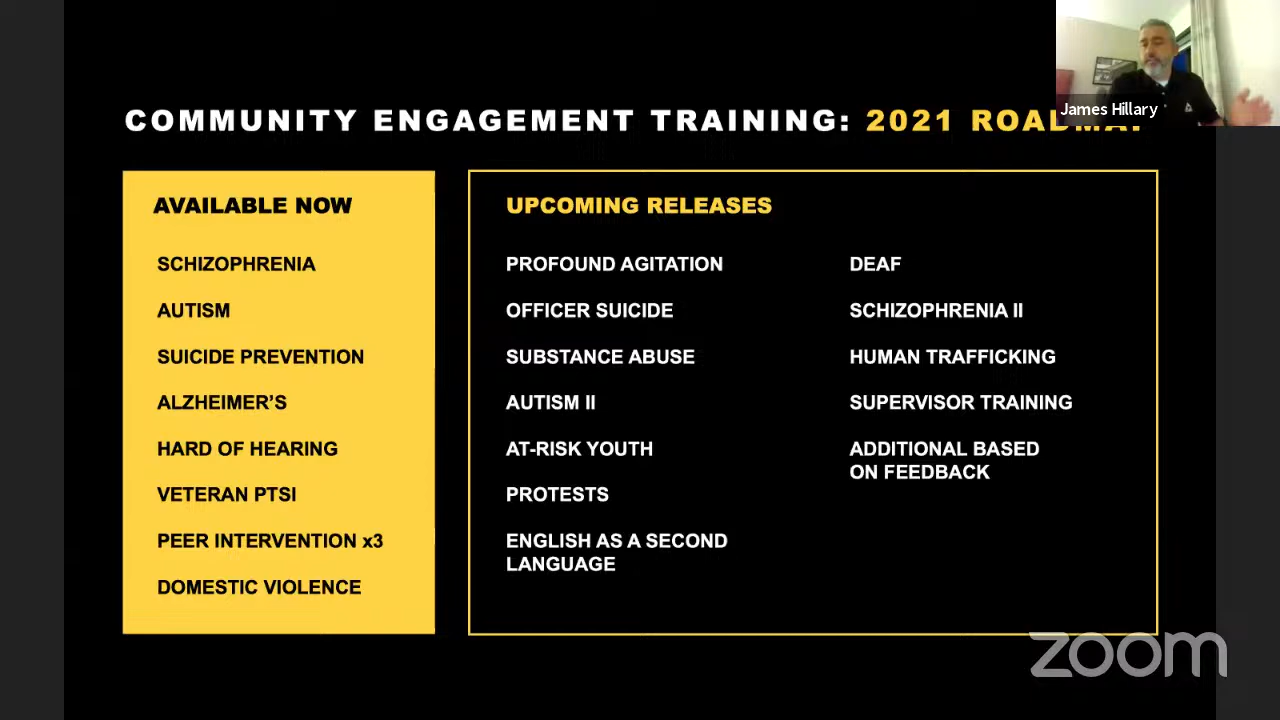 James Hillary
COMMUNITY ENGAGEMENT TRAINING: 2021 ROADMAP
AVAILABLE NOW
SCHIZOPHRENIA
AUTISM
SUICIDE PREVENTION
ALZHEIMER’S
HARD OF HEARING
VETERAN PTSI
PEER INTERVENTION x3
DOMESTIC VIOLENCE
UPCOMING RELEASES
PROFOUND AGITATION
OFFICER SUICIDE
SUBSTANCE ABUSE
AUTISM II
AT-RISK YOUTH
PROTESTS
ENGLISH AS A SECOND
LANGUAGE
DEAF
SCHIZOPHRENIA II
HUMAN TRAFFICKING
SUPERVISOR TRAINING
ADDITIONAL BASED
ON FEEDBACK
zoom